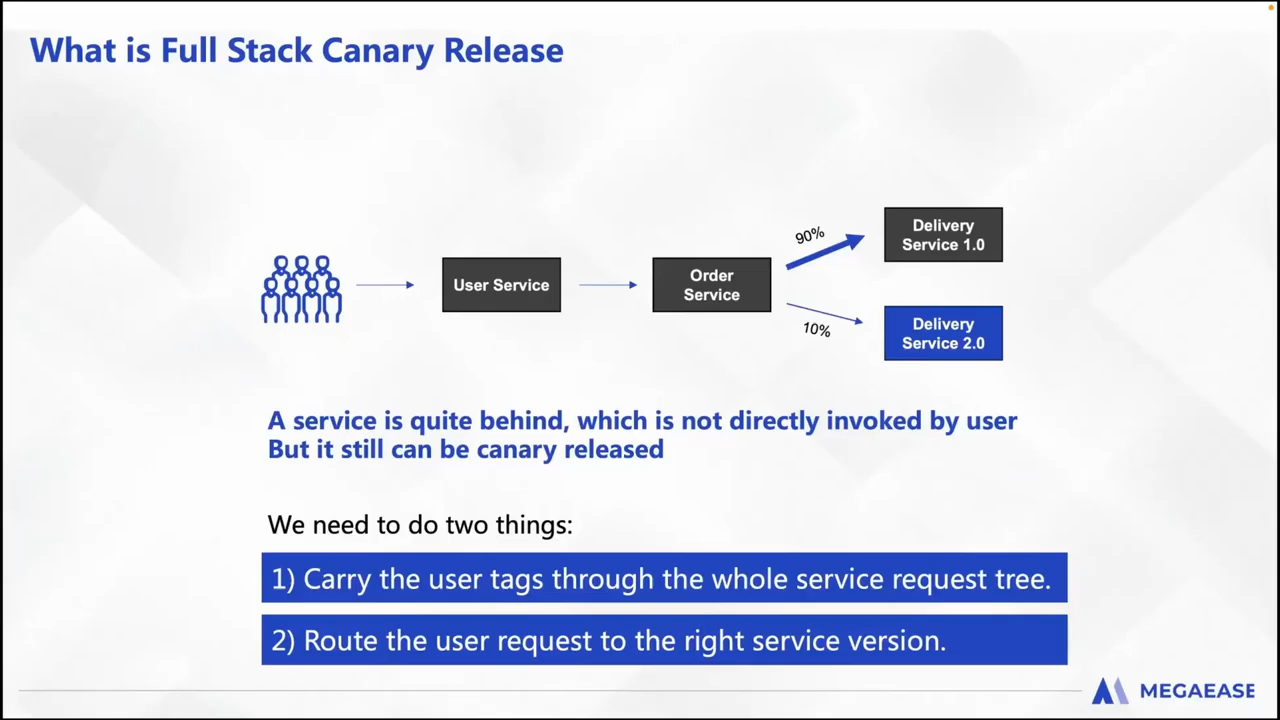 What is Full Stack Canary Release
User Service
Order
Service
90%
10%
Delivery
Service 1.0
Delivery
Service 2.0
A service is quite behind, which is not directly invoked by user
But it still can be canary released
We need to do two things:
1) Carry the user tags through the whole service request tree.
2) Route the user request to the right service version.
MEGAEASE